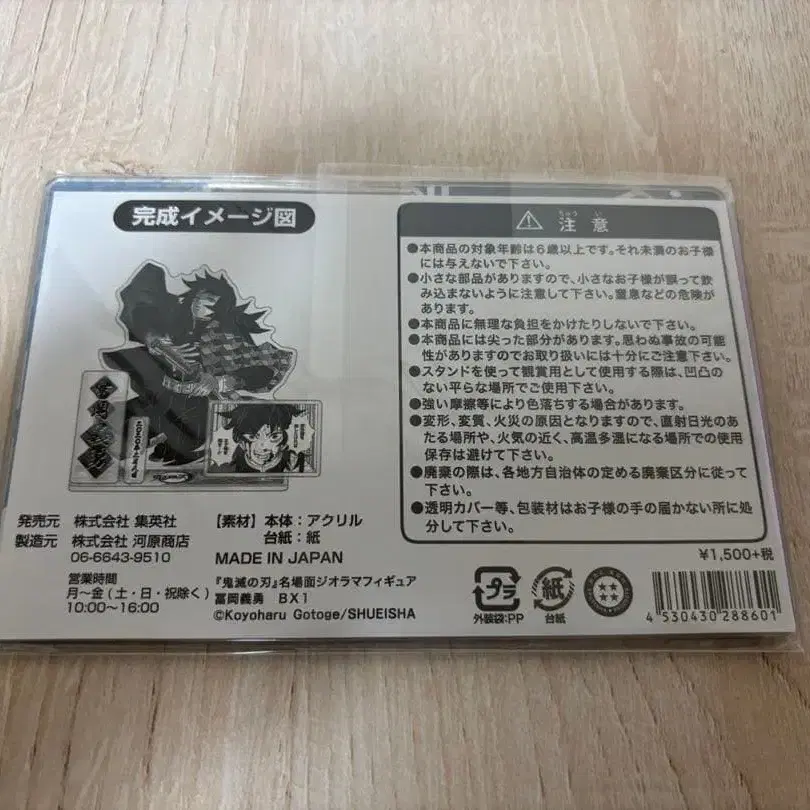 完成イメージ図
冨岡義勇
発売元 株式会社 集英社
製造元 株式会社 河原商店
06-6643-9510
営業時間
月～金(土・日・祝除く)
10:00～16:00
【素材】本体：アクリル
台紙：紙
MADE IN JAPAN
『鬼滅の刃』名場面ジオラマフィギュア
冨岡義勇 BX1
©Koyoharu Gotoge/SHUEISHA
注意
ちゅう い
●本商品の対象年齢は6歳以上です。それ未満のお子様
には与えないで下さい。
●小さな部品がありますので、小さなお子様が誤って飲
み込まないように注意して下さい。窒息などの危険が
あります。
●本商品に無理な負担をかけたりしないで下さい。
●本商品には尖った部分があります。思わぬ事故の可能
性がありますのでお取り扱いには十分にご注意下さい。
●スタンドを使って観賞用として使用する際は、凹凸の
ない平らな場所でご使用下さい。
●強い摩擦等により色落ちする場合があります。
●変形、変質、火災の原因となりますので、直射日光のあ
たる場所や、火気の近く、高温多湿になる場所での使用
保存は避けて下さい。
●廃棄の際は、各地方自治体の定める廃棄区分に従って
下さい。
●透明カバー等、包装材はお子様の手の届かない所に処
分して下さい。
¥1,500+税
プラ
外装袋:PP
紙
台紙
4 530430 288601